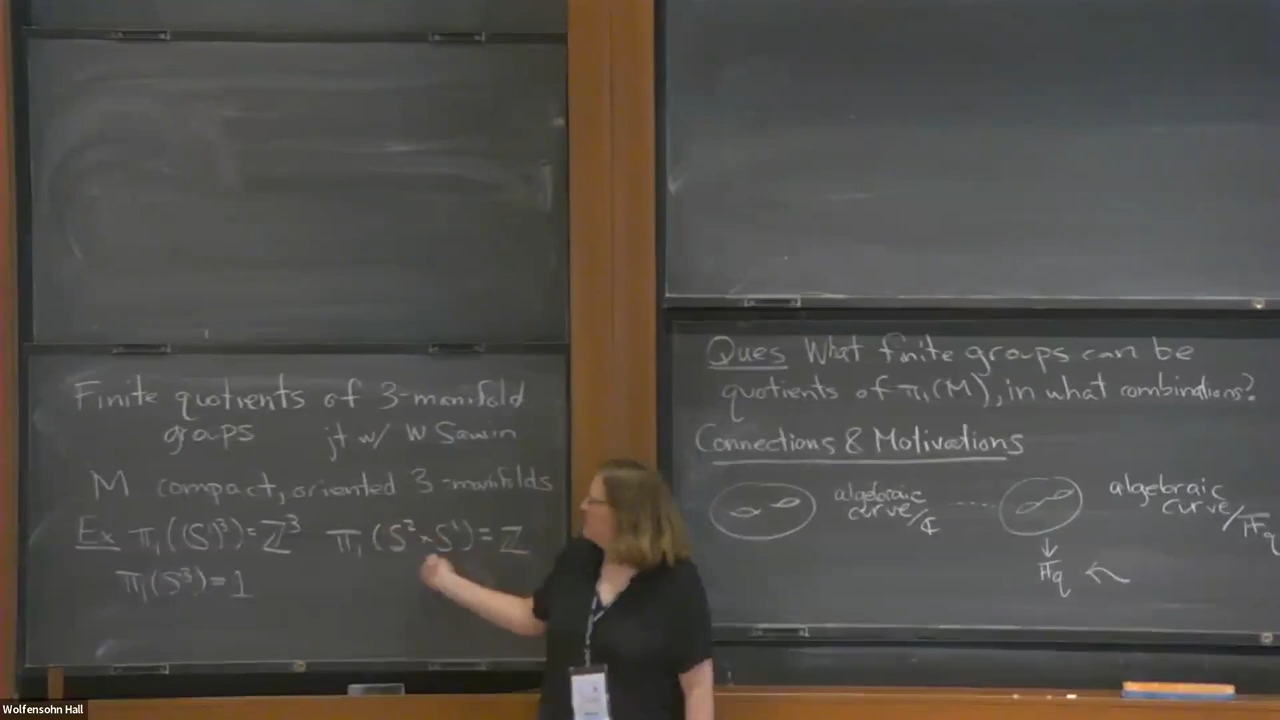 Finite quotients of 3-manifold
groups jt w/ W Sawin
M compact, oriented 3-manifolds
Ex π₁((S¹)³)=ℤ³ π₁(S²×S¹)=ℤ
π₁(S³)=1
Ques What finite groups can be
quotients of π₁(M), in what combinations?
Connections & Motivations
algebraic
curve/ℂ
algebraic
curve/𝔽q
↓
𝔽q ←
Wolfensohn Hall